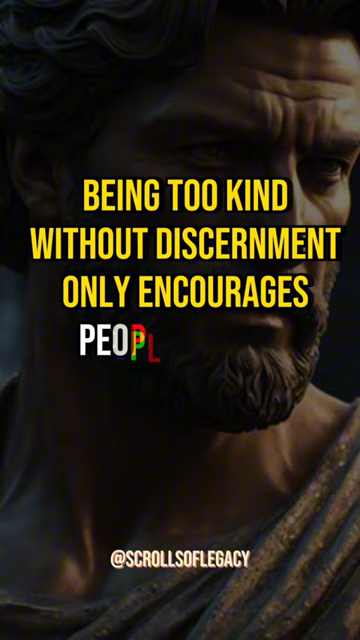 BEING TOO KIND
WITHOUT DISCERNMENT
ONLY ENCOURAGES
PEOPL
@SCROLLSOFLEGACY